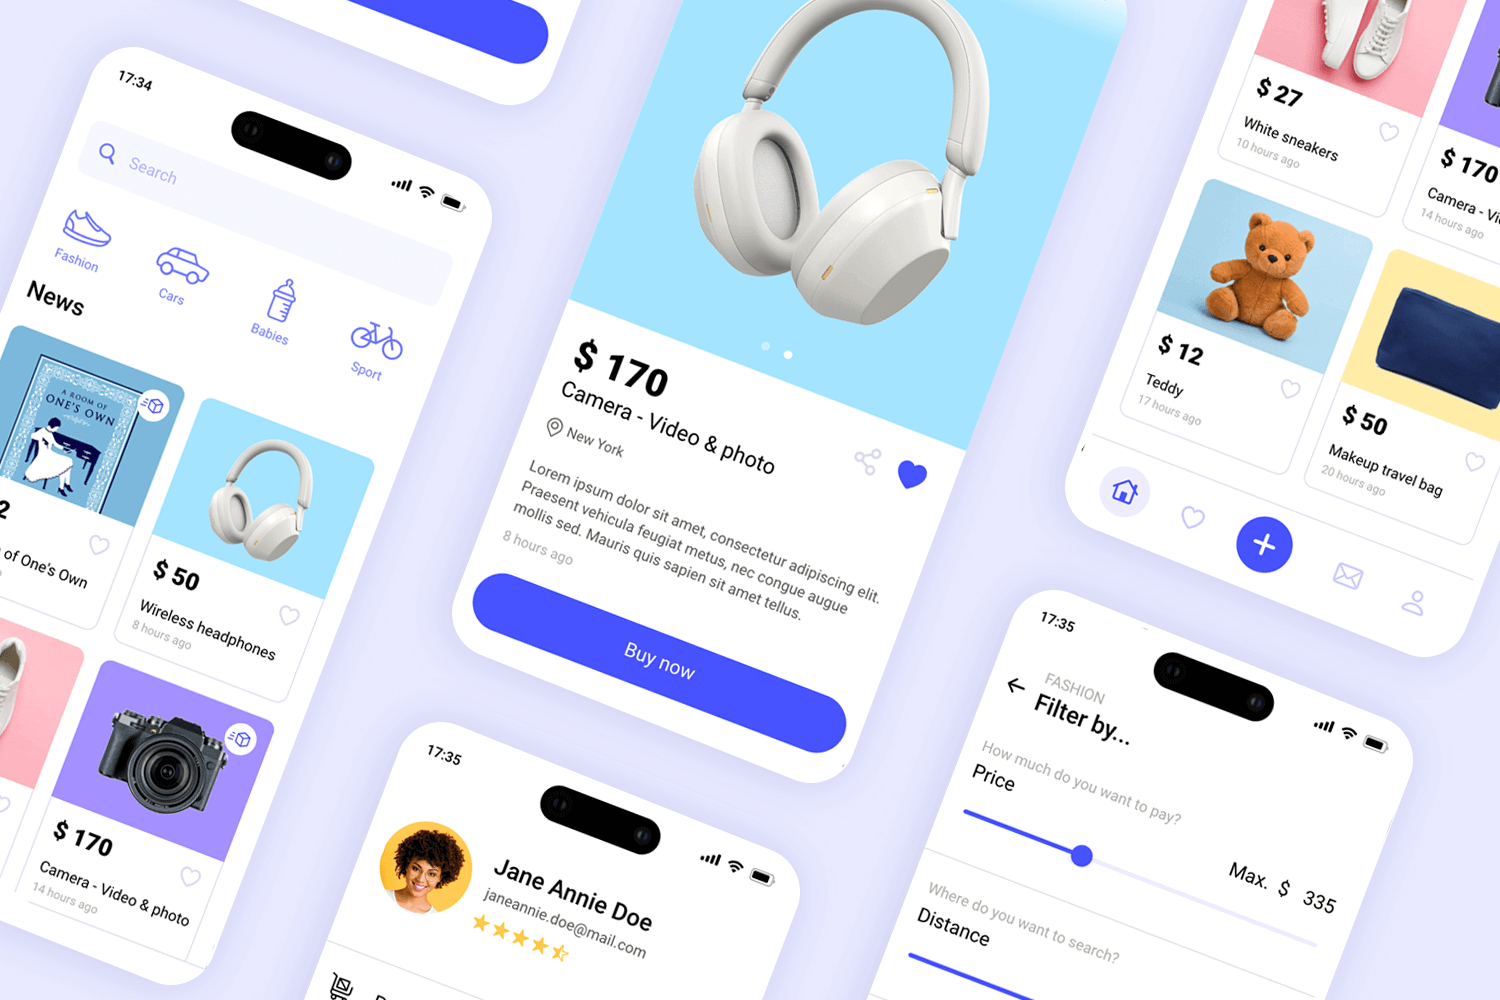 17:34
Search
Fashion
Cars
Babies
Sport
News
A ROOM OF
ONE'S OWN
2
of One's Own
$ 50
Wireless headphones
8 hours ago
$ 170
Camera - Video & photo
14 hours ago
$ 170
Camera - Video & photo
New York
Lorem ipsum dolor sit amet, consectetur adipiscing elit.
Praesent vehicula feugiat metus, nec congue augue
mollis sed. Mauris quis sapien sit amet tellus.
8 hours ago
Buy now
17:35
Jane Annie Doe
janeannie.doe@mail.com
$ 27
White sneakers
10 hours ago
$ 170
Camera - Vi
14 hours ago
$ 12
Teddy
17 hours ago
$ 50
Makeup travel bag
20 hours ago
17:35
FASHION
Filter by...
How much do you want to pay?
Price
Max. $ 335
Where do you want to search?
Distance